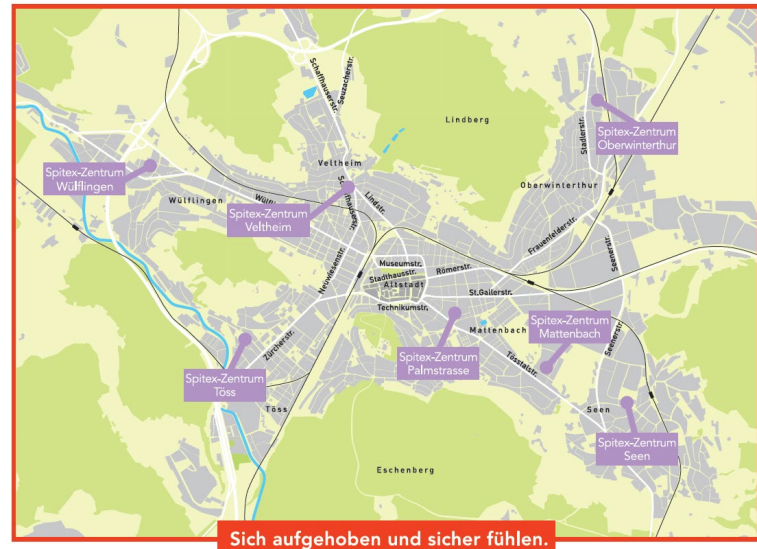 Schaffhauserstr.
Seuzacherstr.
Lindberg
Stadlerstr.
Spitex-Zentrum
Oberwinterthur
Veltheim
Spitex-Zentrum
Wülflingen
Wülflingen
Oberwinterthur
Lindstr.
Spitex-Zentrum
Veltheim
Frauenfelderstr.
Seenerstr.
Neuwiesenstr.
Museumstr.
Römerstr.
Stadthausstr.
Altstadt
St.Gallerstr.
Technikumstr.
Mattenbach
Spitex-Zentrum
Mattenbach
Seenerstr.
Zürcherstr.
Spitex-Zentrum
Palmstrasse
Tösstalstr.
Spitex-Zentrum
Töss
Töss
Seen
Spitex-Zentrum
Seen
Eschenberg
Sich aufgehoben und sicher fühlen.